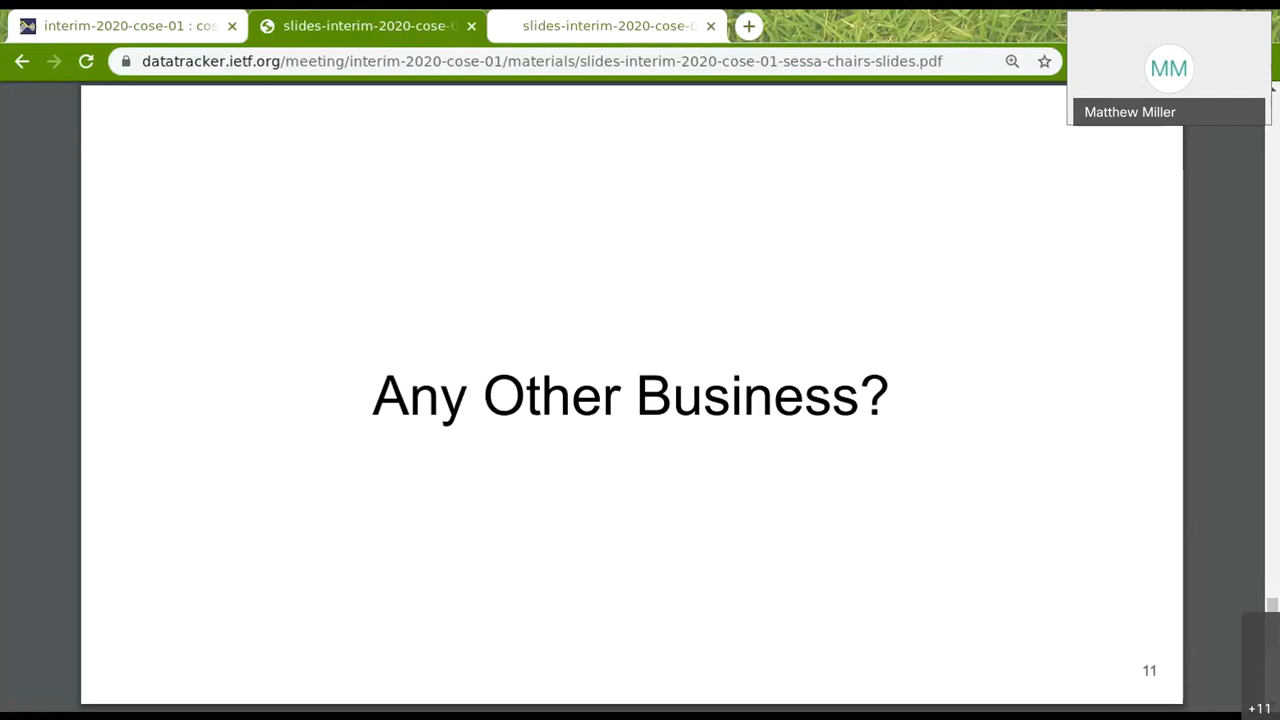 interim-2020-cose-01 : cos
slides-interim-2020-cose-0
slides-interim-2020-cose-0
datatracker.ietf.org/meeting/interim-2020-cose-01/materials/slides-interim-2020-cose-01-sessa-chairs-slides.pdf
MM
Matthew Miller
Any Other Business?
11
+11